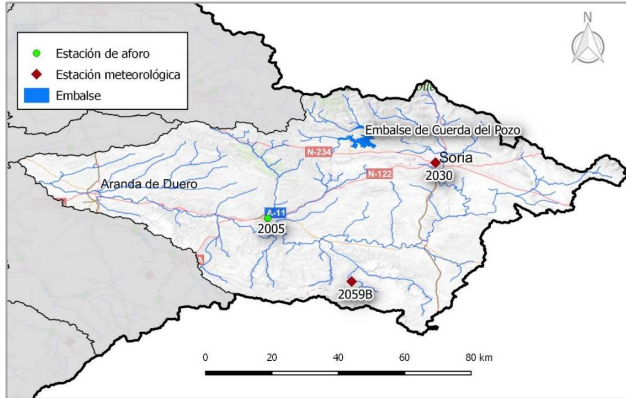 Estación de aforo
Estación meteorológica
Embalse
N
Embalse de Cuerda del Pozo
N-234
Soria
N-122
2030
Aranda de Duero
A-11
2005
2059B
0 20 40 60 80 km